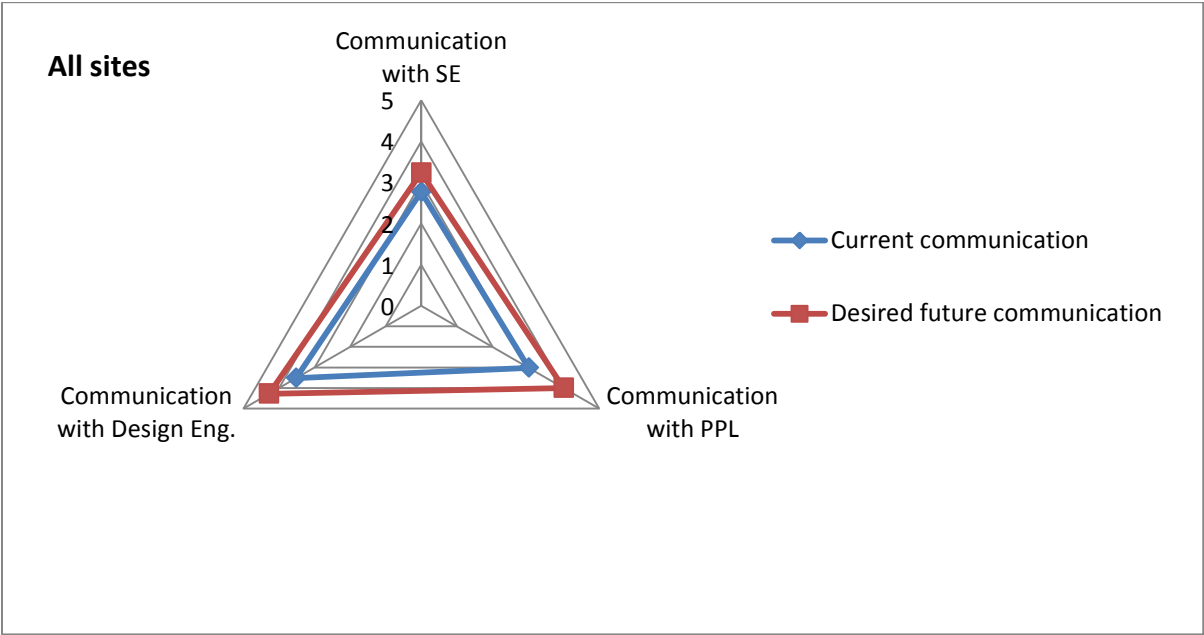 All sites
Communication
with SE
5
4
3
2
1
0
Communication
with Design Eng.
Communication
with PPL
Current communication
Desired future communication